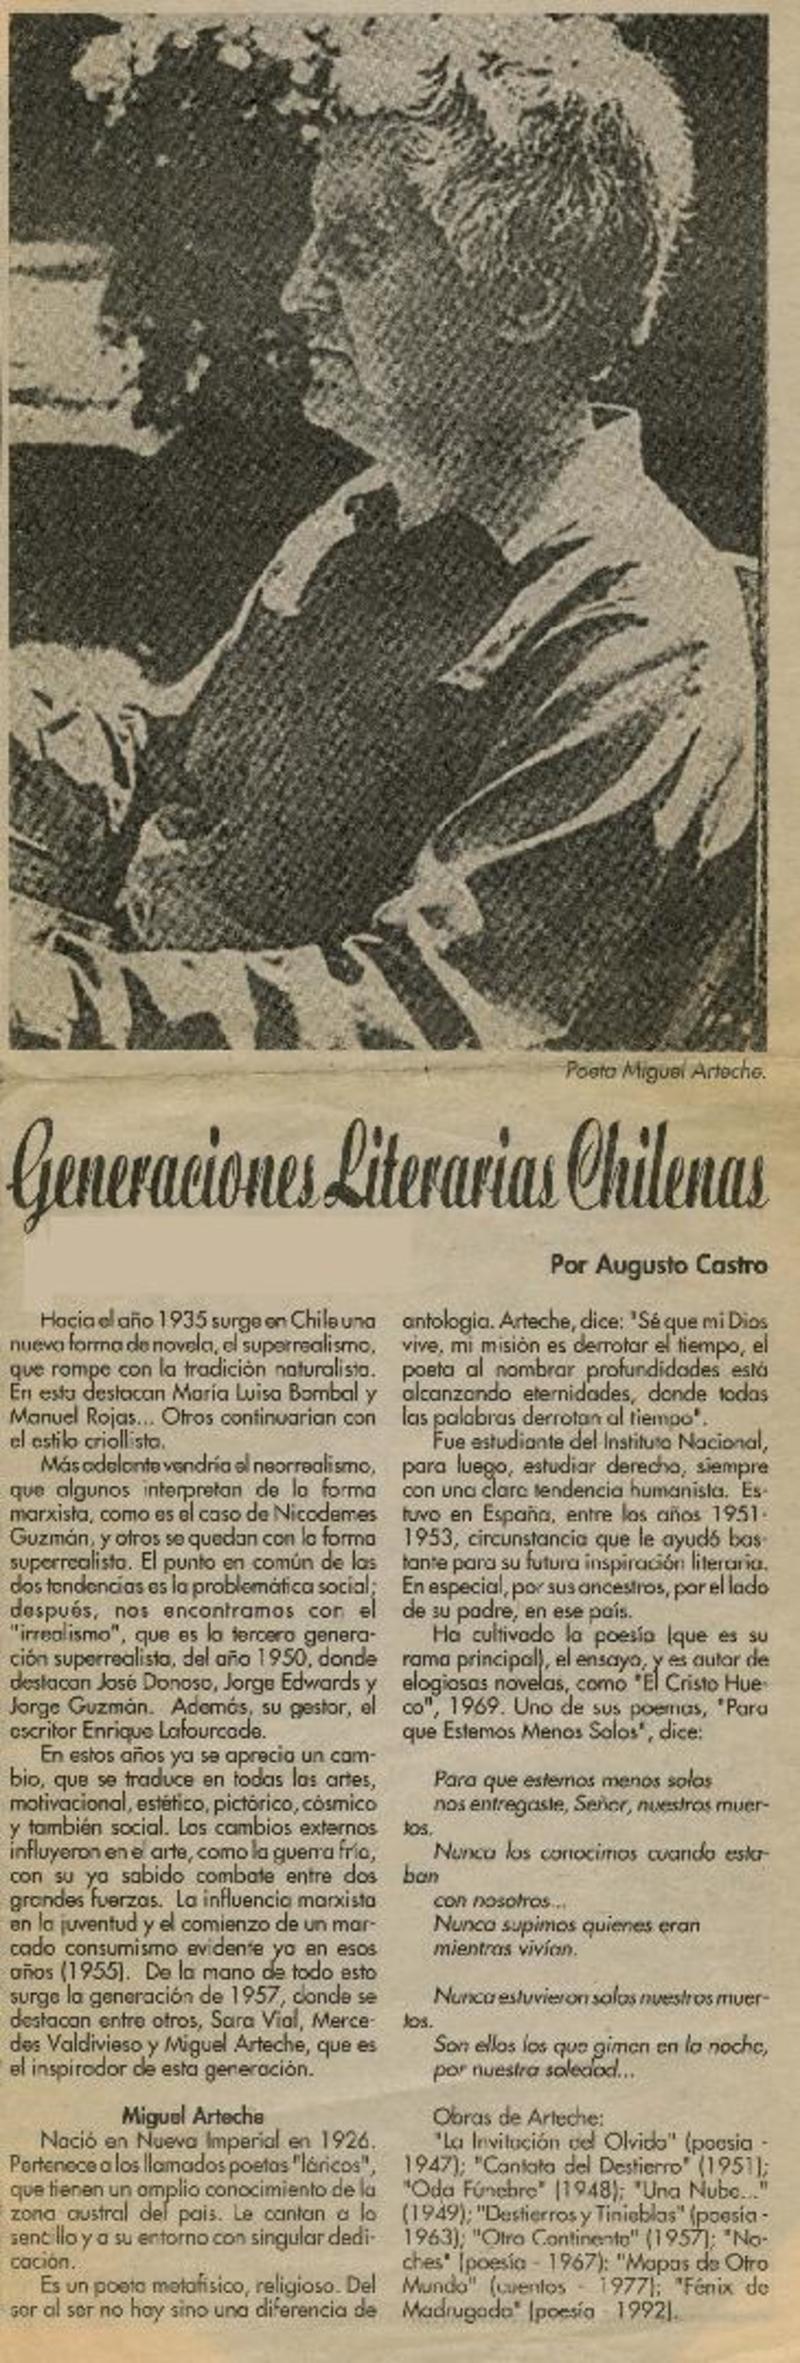 Poeta Miguel Arteche.
Generaciones Literarias Chilenas
Por Augusto Castro
Hacia el año 1935 surge en Chile una
nueva forma de novela, el superrealismo,
que rompe con la tradición naturalista.
En esta destacan María Luisa Bombal y
Manuel Rojas... Otros continuarían con
el estilo criollista.
Más adelante vendría el neorrealismo,
que algunos interpretan de la forma
marxista, como es el caso de Nicodemes
Guzmán, y otros se quedan con la forma
superrealista. El punto en común de las
dos tendencias es la problemática social;
después, nos encontramos con el
"irrealismo", que es la tercera genera-
ción superrealista, del año 1950, donde
destacan José Donoso, Jorge Edwards y
Jorge Guzmán. Además, su gestor, el
escritor Enrique Lafourcade.
En estos años ya se aprecia un cam-
bio, que se traduce en todas las artes,
motivacional, estético, pictórico, cósmico
y también social. Los cambios externos
influyeron en el arte, como la guerra fría,
con su ya sabido combate entre dos
grandes fuerzas. La influencia marxista
en la juventud y el comienzo de un mar-
cado consumismo evidente ya en esos
años (1955). De la mano de todo esto
surge la generación de 1957, donde se
destacan entre otros, Sara Vial, Merce-
des Valdivieso y Miguel Arteche, que es
el inspirador de esta generación.
Miguel Arteche
Nació en Nueva Imperial en 1926.
Pertenece a los llamados poetas "láricos",
que tienen un amplio conocimiento de la
zona austral del país. Le cantan a lo
sencillo y a su entorno con singular dedi-
cación.
Es un poeta metafísico, religioso. Del
ser al ser no hay sino una diferencia de
antología. Arteche, dice: "Sé que mi Dios
vive, mi misión es derrotar el tiempo, el
poeta al nombrar profundidades está
alcanzando eternidades, donde todas
las palabras derrotan al tiempo".
Fue estudiante del Instituto Nacional,
para luego, estudiar derecho, siempre
con una clara tendencia humanista. Es-
tuvo en España, entre los años 1951-
1953, circunstancia que le ayudó bas-
tante para su futura inspiración literaria.
En especial, por sus ancestros, por el lado
de su padre, en ese país.
Ha cultivado la poesía (que es su
rama principal), el ensayo, y es autor de
elogiosas novelas, como "El Cristo Hue-
co", 1969. Uno de sus poemas, "Para
que Estemos Menos Solos", dice:
Para que estemos menos solos
nos entregaste, Señor, nuestros muer-
tos.
Nunca los conocimos cuando esta-
ban
con nosotros...
Nunca supimos quienes eran
mientras vivían.
Nunca estuvieron solos nuestros muer-
tos.
Son ellos los que gimen en la noche,
por nuestra soledad...
Obras de Arteche:
"La Invitación del Olvido" (poesía -
1947); "Cantata del Destierro" (1951);
"Oda Fúnebre" (1948); "Una Nube..."
(1949); "Destierros y Tinieblas" (poesía -
1963); "Otro Continente" (1957); "No-
ches" (poesía - 1967); "Mapas de Otro
Mundo" (cuentos - 1977); "Fénix de
Madrugada" (poesía - 1992).